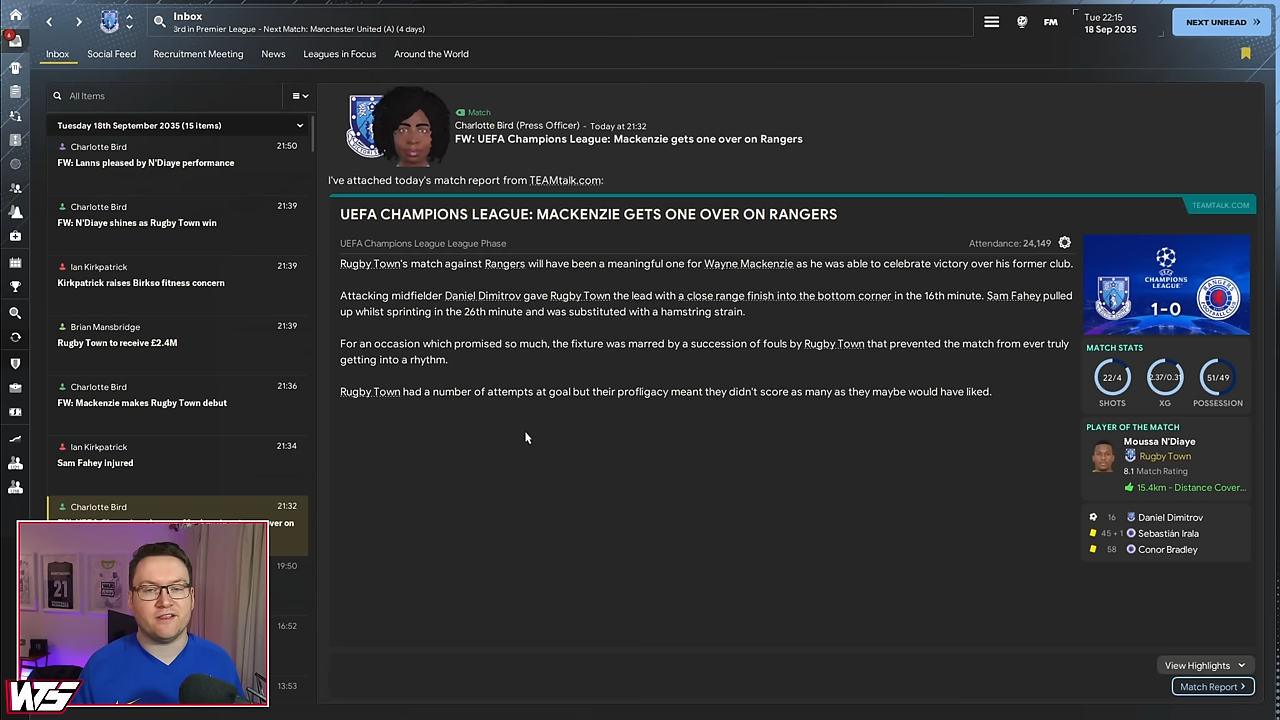 Inbox
3rd in Premier League - Next Match: Manchester United (A) (4 days)
FM
Tue 22:15
18 Sep 2035
NEXT UNREAD
Inbox
Social Feed
Recruitment Meeting
News
Leagues in Focus
Around the World
All Items
Tuesday 18th September 2035 (15 items)
Charlotte Bird
21:50
FW: Lanns pleased by N'Diaye performance
Charlotte Bird
21:39
FW: N'Diaye shines as Rugby Town win
Ian Kirkpatrick
21:39
Kirkpatrick raises Birksø fitness concern
Brian Mansbridge
21:39
Rugby Town to receive £2.4M
Charlotte Bird
21:36
FW: Mackenzie makes Rugby Town debut
Ian Kirkpatrick
21:34
Sam Fahey injured
Charlotte Bird
21:32
over on
19:50
16:52
13:53
Match
Charlotte Bird (Press Officer) - Today at 21:32
FW: UEFA Champions League: Mackenzie gets one over on Rangers
I've attached today's match report from TEAMtalk.com:
TEAMTALK.COM
UEFA CHAMPIONS LEAGUE: MACKENZIE GETS ONE OVER ON RANGERS
UEFA Champions League League Phase
Attendance: 24,149
Rugby Town's match against Rangers will have been a meaningful one for Wayne Mackenzie as he was able to celebrate victory over his former club.
Attacking midfielder Daniel Dimitrov gave Rugby Town the lead with a close range finish into the bottom corner in the 16th minute. Sam Fahey pulled
up whilst sprinting in the 26th minute and was substituted with a hamstring strain.
For an occasion which promised so much, the fixture was marred by a succession of fouls by Rugby Town that prevented the match from ever truly
getting into a rhythm.
Rugby Town had a number of attempts at goal but their profligacy meant they didn't score as many as they maybe would have liked.
CHAMPIONS
LEAGUE
1-0
MATCH STATS
22/4
2.37/0.31
51/49
SHOTS
XG
POSSESSION
PLAYER OF THE MATCH
Moussa N'Diaye
Rugby Town
8.1 Match Rating
15.4km - Distance Cover...
16 Daniel Dimitrov
45 + 1 Sebastián Irala
58 Conor Bradley
View Highlights
Match Report
21
WTS